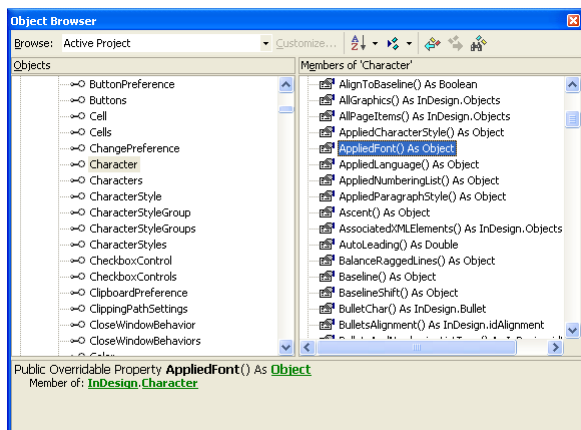 Object Browser
Browse: Active Project Customize...
Objects
ButtonPreference
Buttons
Cell
Cells
ChangePreference
Character
Characters
CharacterStyle
CharacterStyleGroup
CharacterStyleGroups
CharacterStyles
CheckboxControl
CheckboxControls
ClipboardPreference
ClippingPathSettings
CloseWindowBehavior
CloseWindowBehaviors
Members of 'Character'
AlignToBaseline() As Boolean
AllGraphics() As InDesign.Objects
AllPageItems() As InDesign.Objects
AppliedCharacterStyle() As Object
AppliedFont() As Object
AppliedLanguage() As Object
AppliedNumberingList() As Object
AppliedParagraphStyle() As Object
Ascent() As Object
AssociatedXMLElements() As InDesign.Objects
AutoLeading() As Double
BalanceRaggedLines() As Object
Baseline() As Object
BaselineShift() As Object
BulletChar() As InDesign.Bullet
BulletsAlignment() As InDesign.idAlignment
Public Overridable Property AppliedFont() As Object
Member of: InDesign.Character